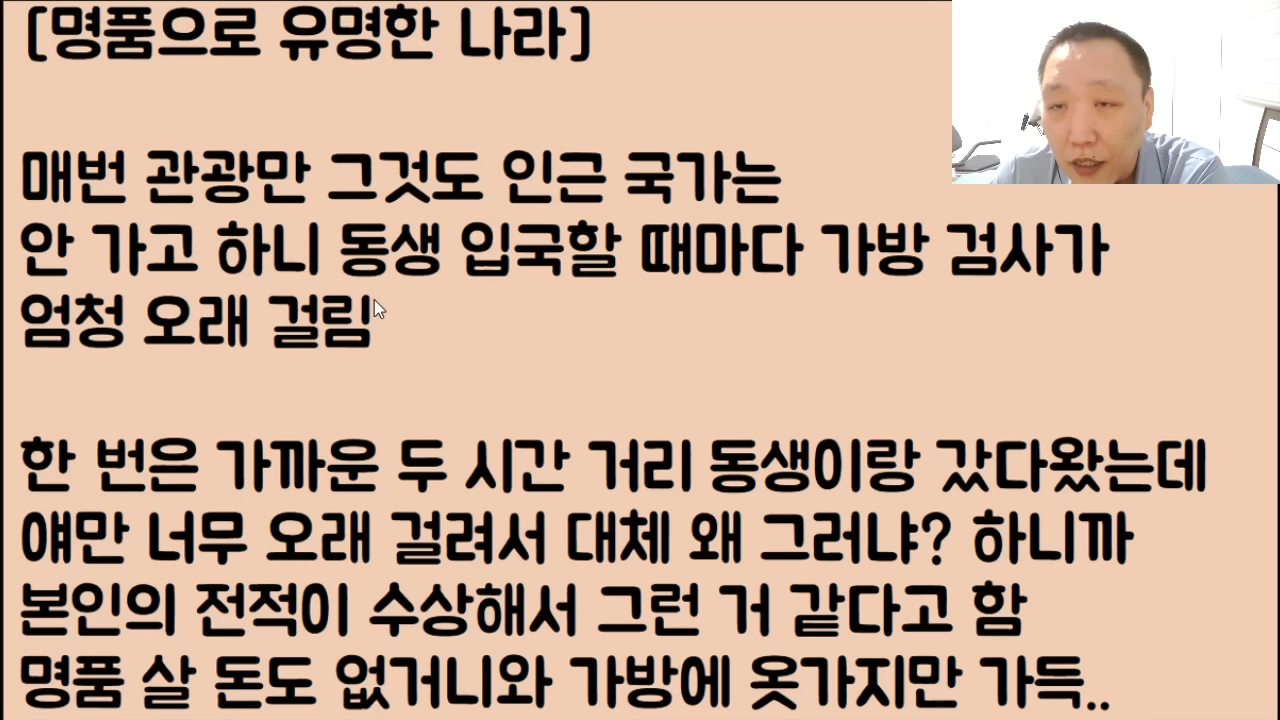 [명품으로 유명한 나라]
매번 관광만 그것도 인근 국가는
안 가고 하니 동생 입국할 때마다 가방 검사가
엄청 오래 걸림
한 번은 가까운 두 시간 거리 동생이랑 갔다왔는데
얘만 너무 오래 걸려서 대체 왜 그러냐? 하니까
본인의 전적이 수상해서 그런 거 같다고 함
명품 살 돈도 없거니와 가방에 옷가지만 가득..